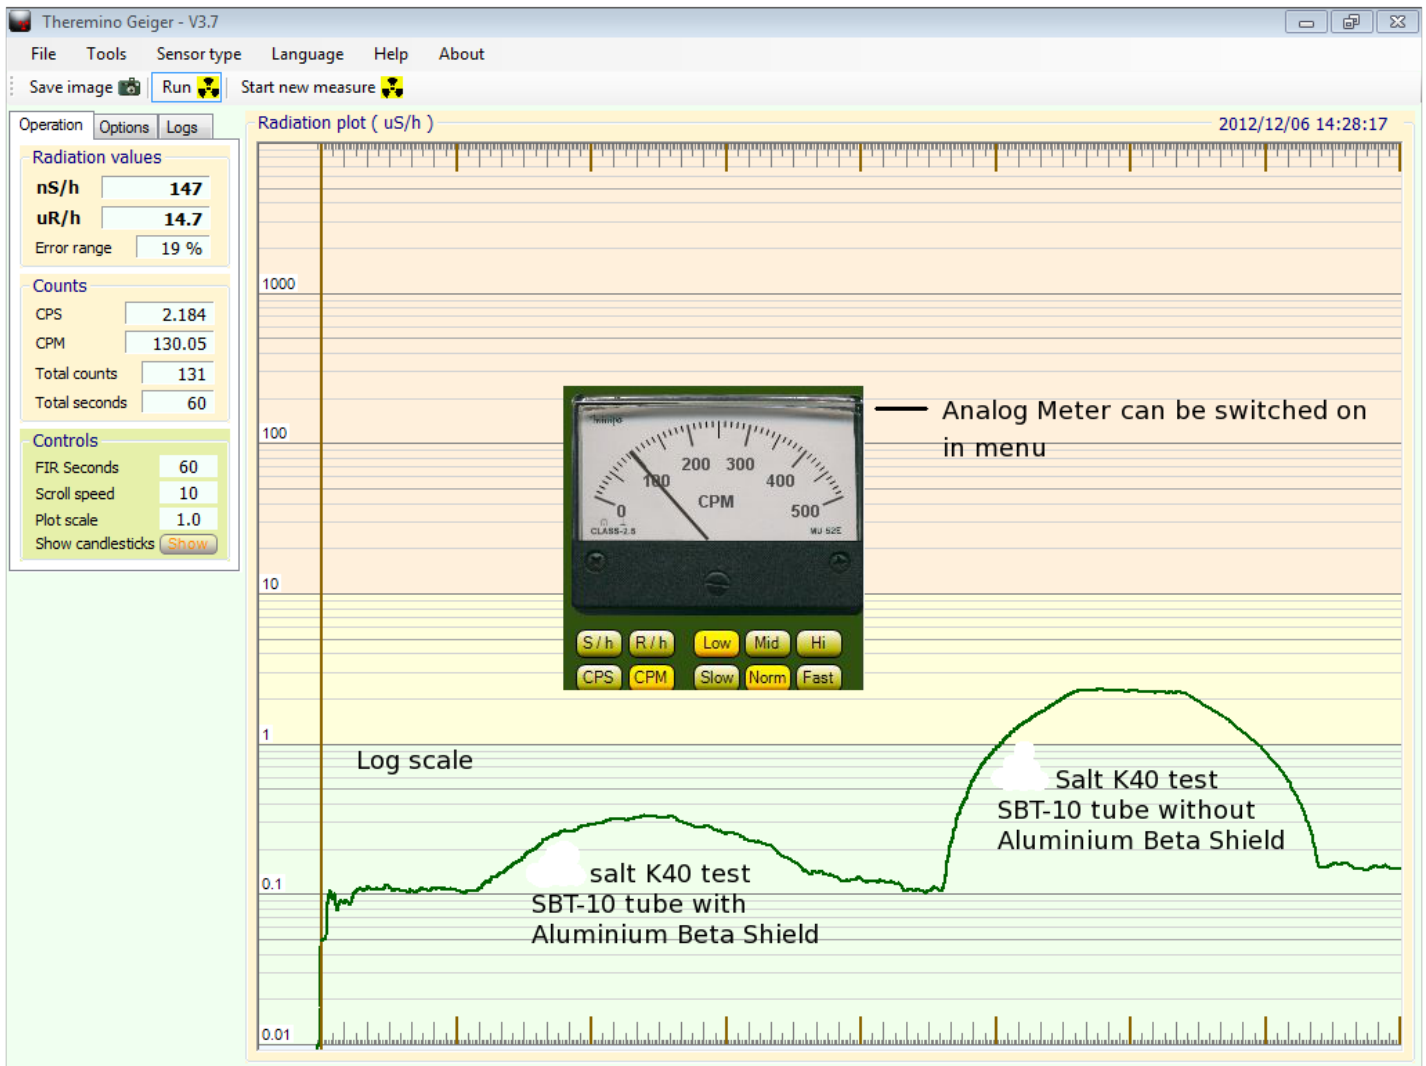 Theremino Geiger - V3.7
File Tools Sensor type Language Help About
Save image Run Start new measure
Operation Options Logs
Radiation values
nS/h 147
uR/h 14.7
Error range 19 %
Counts
CPS 2.184
CPM 130.05
Total counts 131
Total seconds 60
Controls
FIR Seconds 60
Scroll speed 10
Plot scale 1.0
Show candlesticks Show
Radiation plot ( uS/h ) 2012/12/06 14:28:17
1000
100
10
1
0.1
0.01
0 100 200 300 400 500
CPM
CLASS-2.5 MU 52E
S / h R / h Low Mid Hi
CPS CPM Slow Norm Fast
Analog Meter can be switched on
in menu
Log scale
salt K40 test
SBT-10 tube with
Aluminium Beta Shield
Salt K40 test
SBT-10 tube without
Aluminium Beta Shield